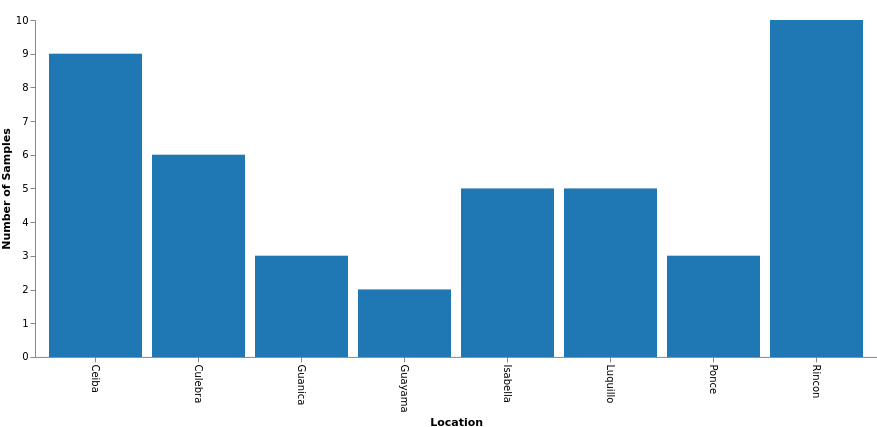 10
9
8
7
6
5
4
3
2
1
0
Number of Samples
Ceiba
Culebra
Guanica
Guayama
Isabella
Luquillo
Ponce
Rincon
Location